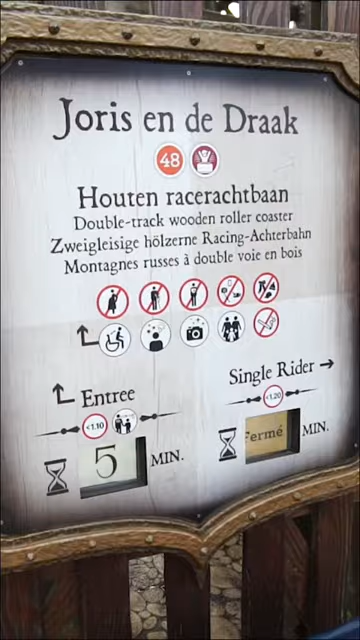 Joris en de Draak
48
Houten racerachtbaan
Double-track wooden roller coaster
Zweigleisige hölzerne Racing-Achterbahn
Montagnes russes à double voie en bois
Single Rider →
Entree
<1.20
<1.10
Fermé MIN.
5 MIN.